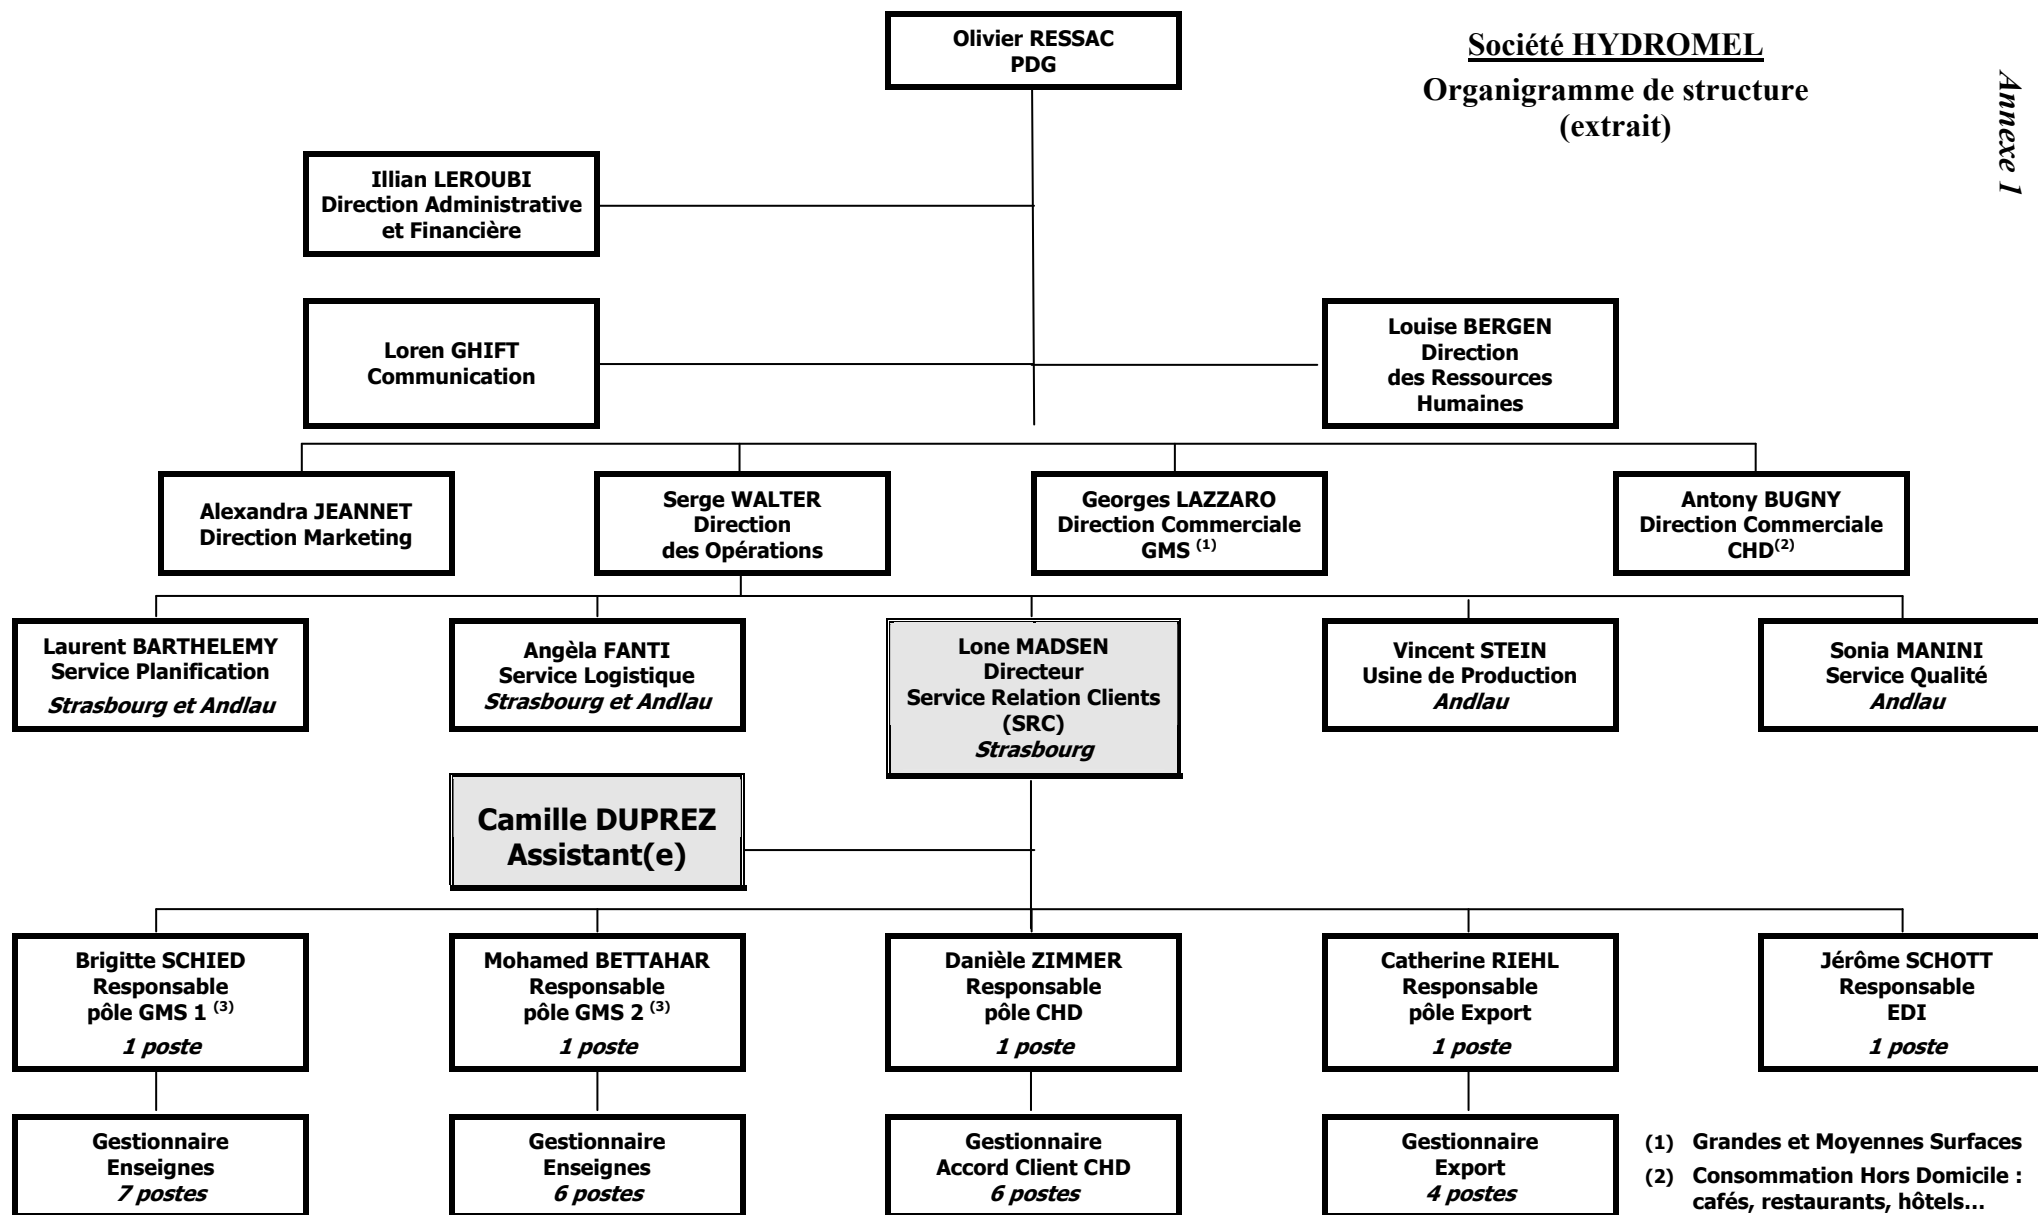 Olivier RESSAC
PDG
Société HYDROMEL
Organigramme de structure
(extrait)
Annexe 1
Illian LEROUBI
Direction Administrative
et Financière
Loren GHIFT
Communication
Louise BERGEN
Direction
des Ressources
Humaines
Alexandra JEANNET
Direction Marketing
Serge WALTER
Direction
des Opérations
Georges LAZZARO
Direction Commerciale
GMS (1)
Antony BUGNY
Direction Commerciale
CHD(2)
Laurent BARTHELEMY
Service Planification
Strasbourg et Andlau
Angèla FANTI
Service Logistique
Strasbourg et Andlau
Lone MADSEN
Directeur
Service Relation Clients
(SRC)
Strasbourg
Vincent STEIN
Usine de Production
Andlau
Sonia MANINI
Service Qualité
Andlau
Camille DUPREZ
Assistant(e)
Brigitte SCHIED
Responsable
pôle GMS 1 (3)
1 poste
Mohamed BETTAHAR
Responsable
pôle GMS 2 (3)
1 poste
Danièle ZIMMER
Responsable
pôle CHD
1 poste
Catherine RIEHL
Responsable
pôle Export
1 poste
Jérôme SCHOTT
Responsable
EDI
1 poste
Gestionnaire
Enseignes
7 postes
Gestionnaire
Enseignes
6 postes
Gestionnaire
Accord Client CHD
6 postes
Gestionnaire
Export
4 postes
(1) Grandes et Moyennes Surfaces
(2) Consommation Hors Domicile :
cafés, restaurants, hôtels…